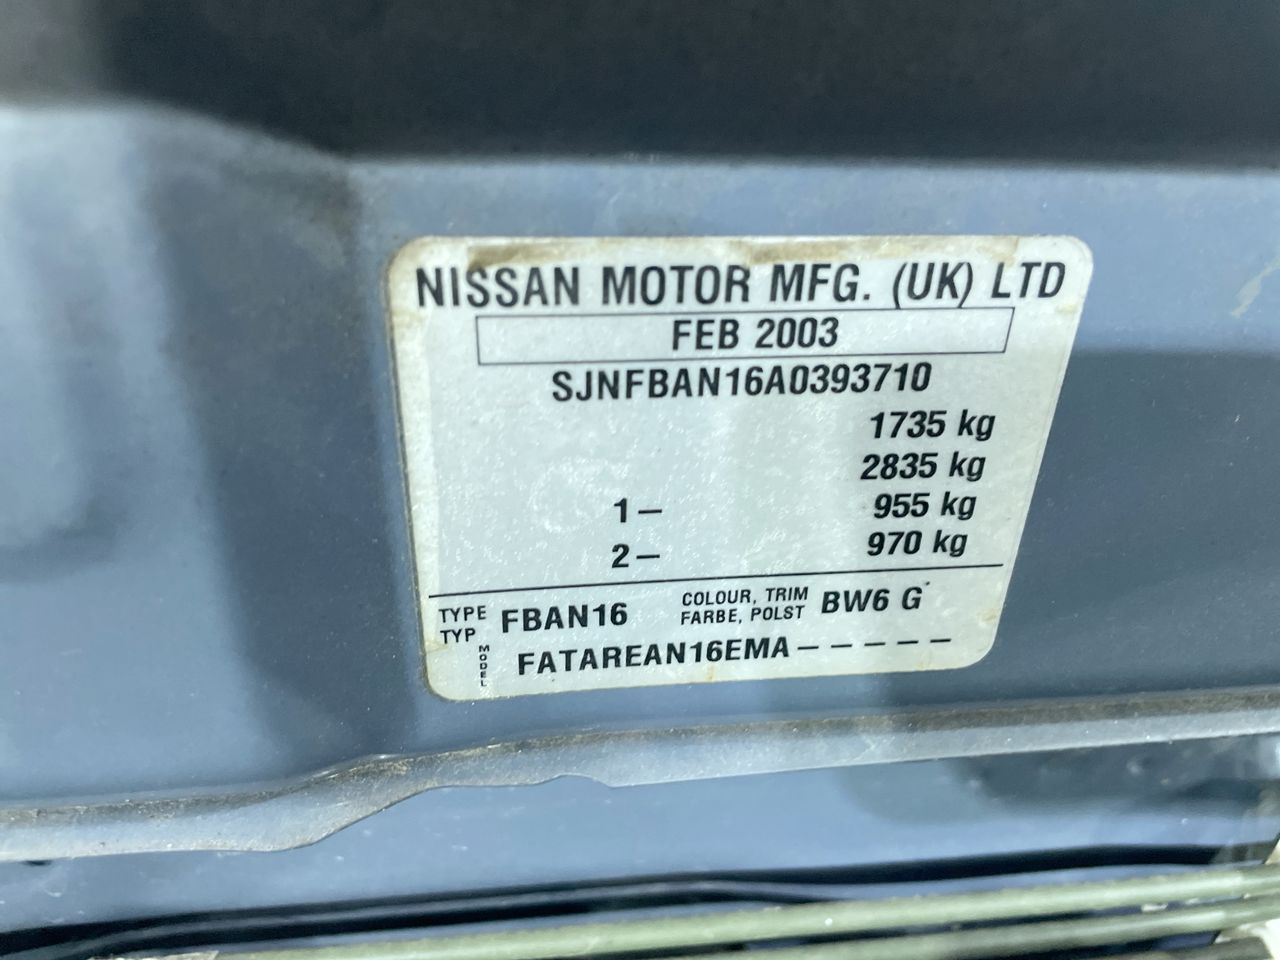 NISSAN MOTOR MFG. (UK) LTD
FEB 2003
SJNFBAN16A0393710
1735 kg
2835 kg
1– 955 kg
2– 970 kg
TYPE TYP FBAN16 COLOUR, TRIM FARBE, POLST BW6 G
MODEL FATAREAN16EMA– – – – –